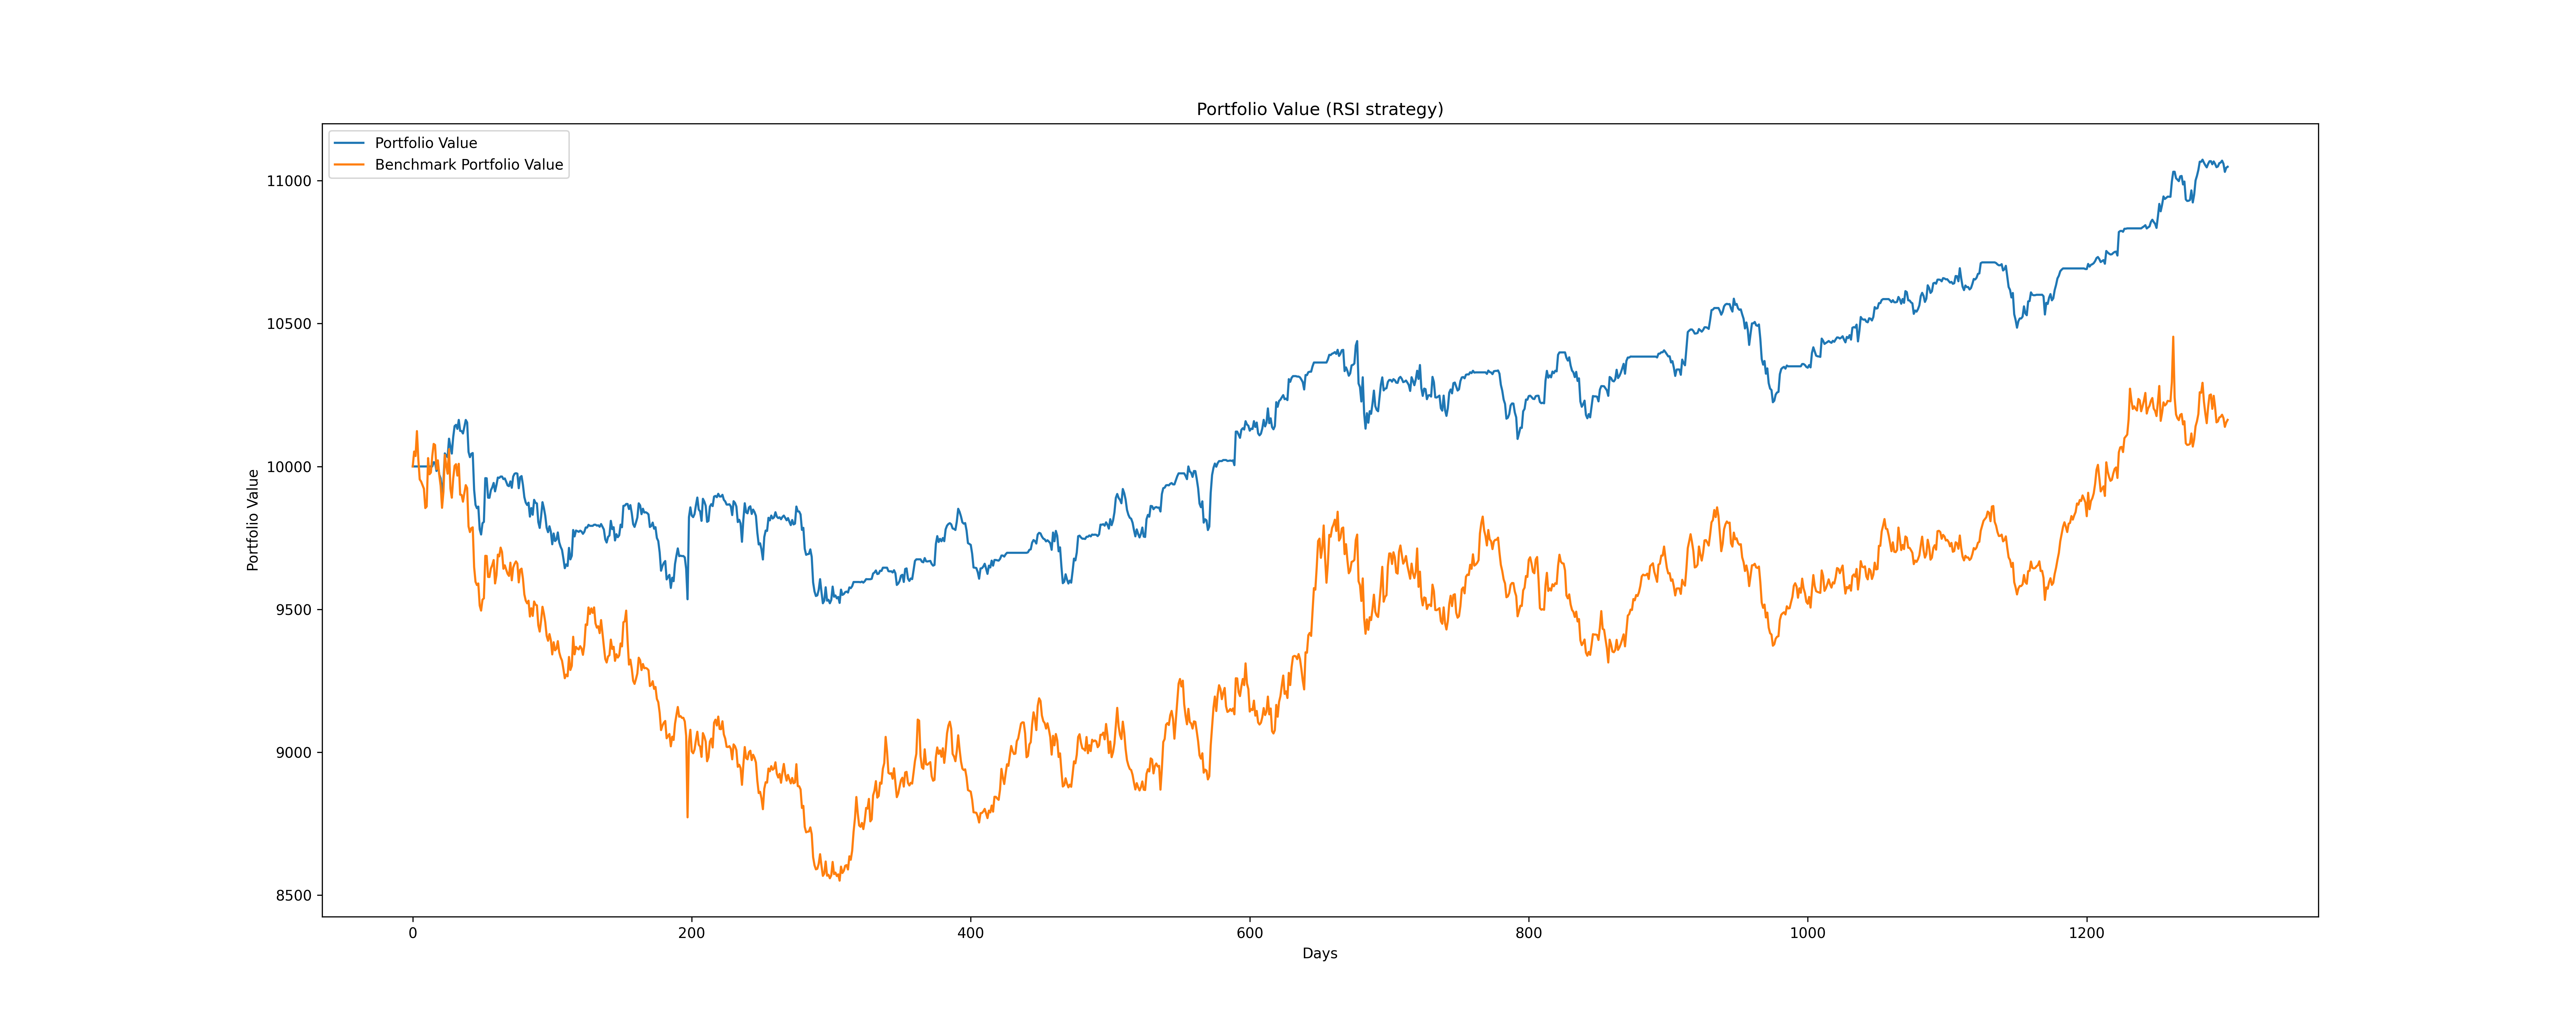 Portfolio Value (RSI strategy)
Portfolio Value
Benchmark Portfolio Value
Portfolio Value
11000
10500
10000
9500
9000
8500
0 200 400 600 800 1000 1200
Days